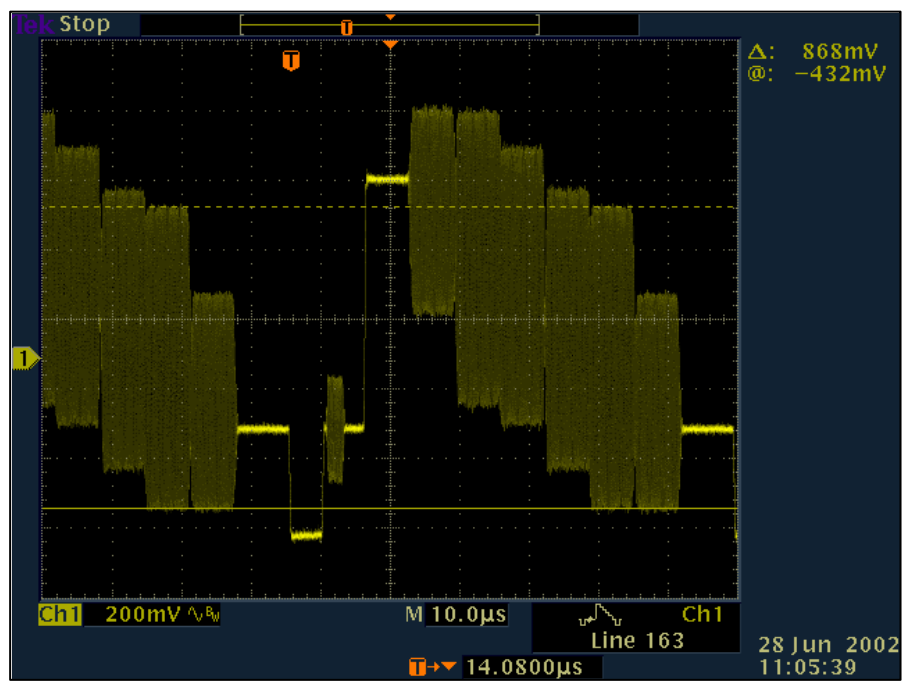 Tek Stop
T
T
Δ: 868mV
@: −432mV
1
Ch1 200mV ∿ BW M 10.0µs Ch1
Line 163
T→▼ 14.0800µs
28 Jun 2002
11:05:39